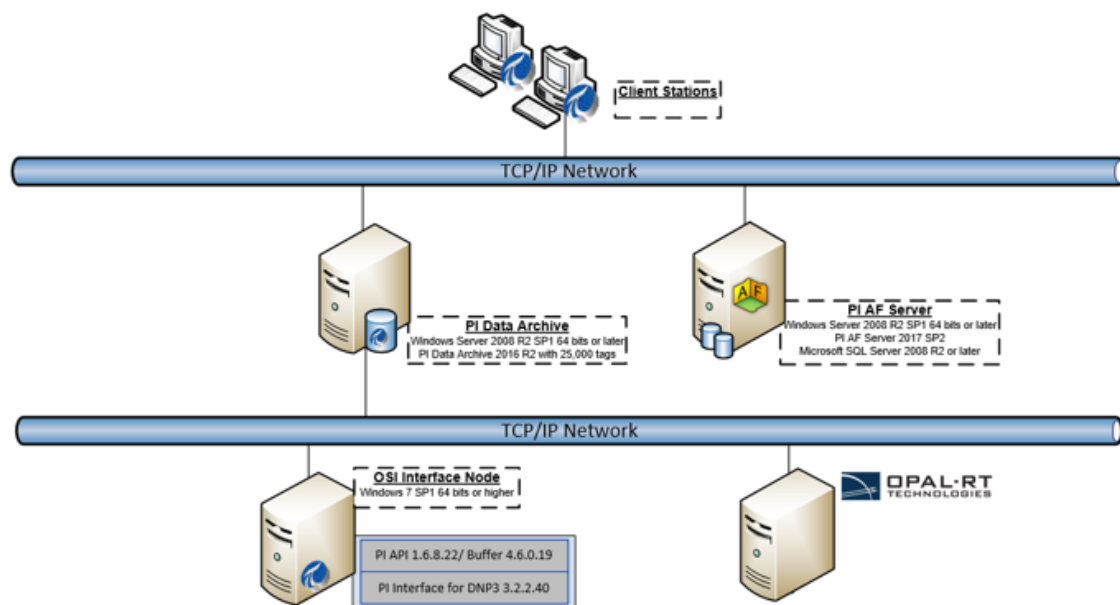 Client Stations
TCP/IP Network
PI Data Archive
Windows Server 2008 R2 SP1 64 bits or later
PI Data Archive 2016 R2 with 25,000 tags
A F
PI AF Server
Windows Server 2008 R2 SP1 64 bits or later
PI AF Server 2017 SP2
Microsoft SQL Server 2008 R2 or later
TCP/IP Network
OSI Interface Node
Windows 7 SP1 64 bits or higher
OPAL-RT
TECHNOLOGIES
PI API 1.6.8.22/ Buffer 4.6.0.19
PI Interface for DNP3 3.2.2.40